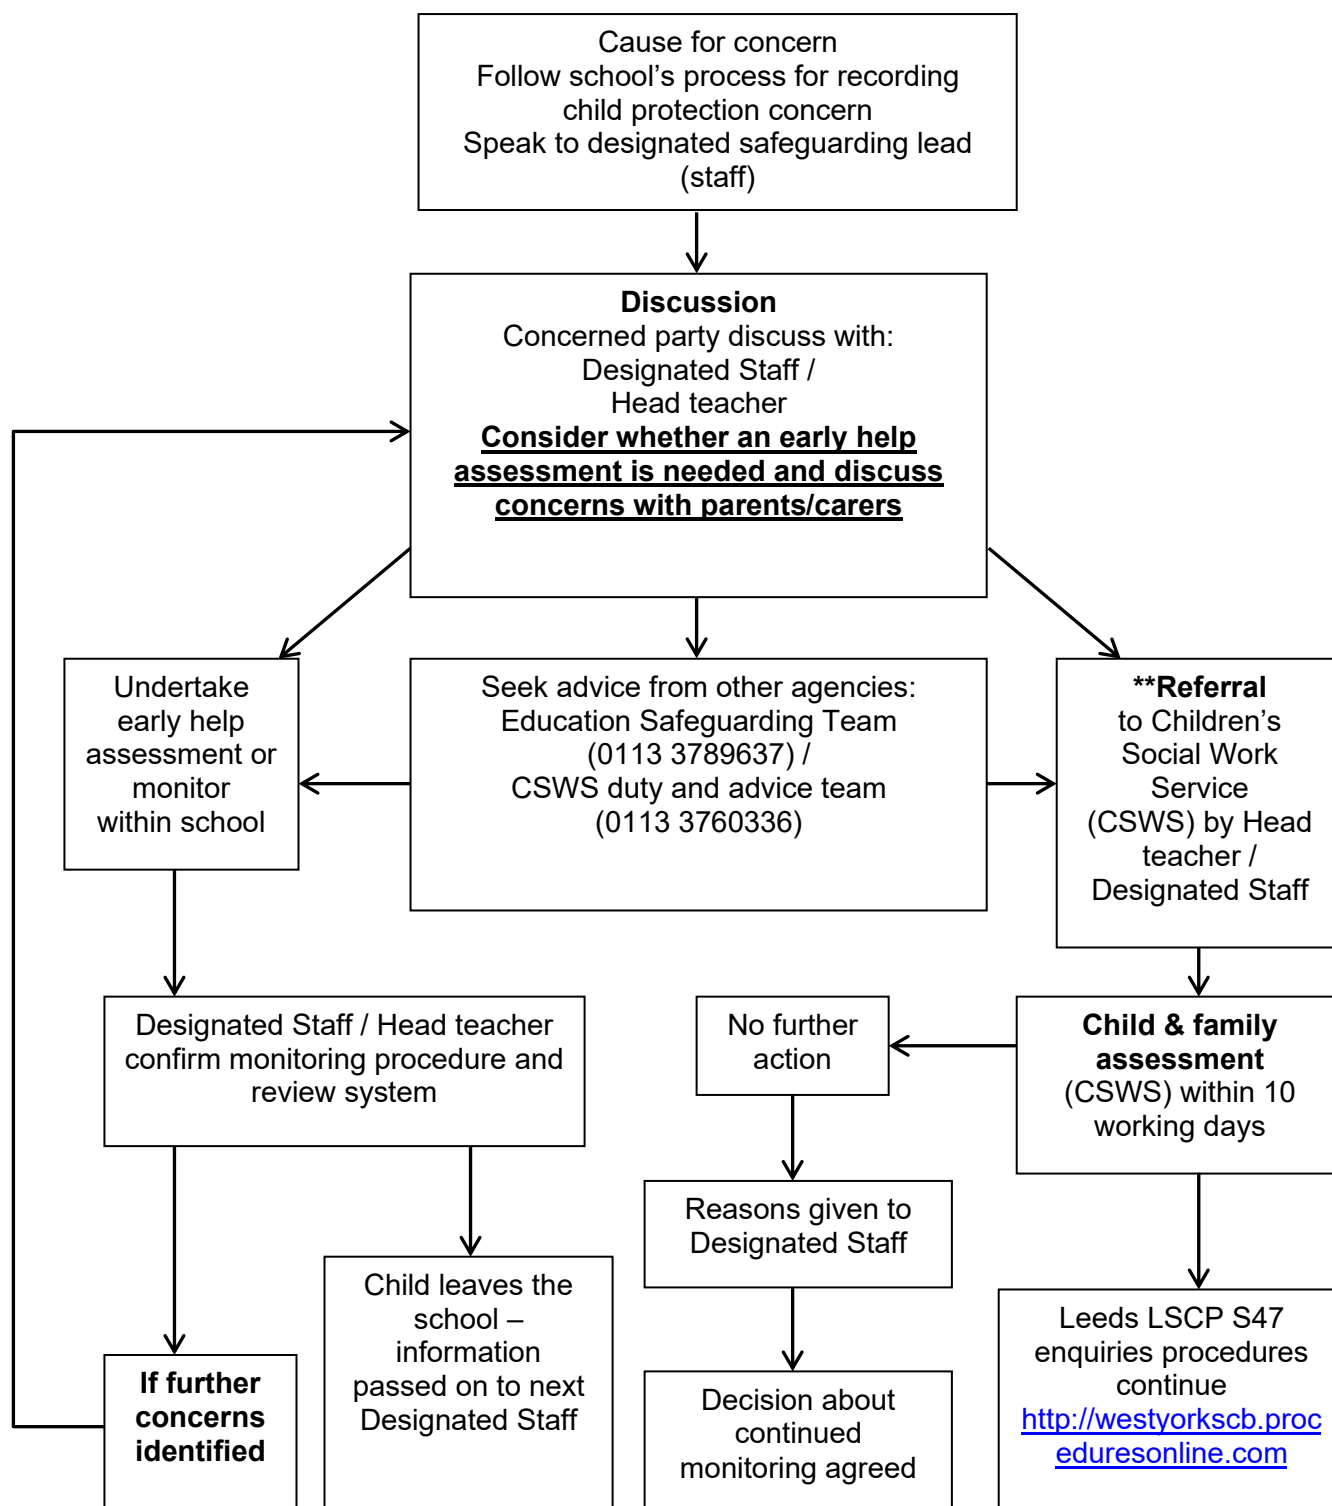 Cause for concern
Follow school’s process for recording
child protection concern
Speak to designated safeguarding lead
(staff)
Discussion
Concerned party discuss with:
Designated Staff /
Head teacher
Consider whether an early help
assessment is needed and discuss
concerns with parents/carers
Undertake
early help
assessment or
monitor
within school
Seek advice from other agencies:
Education Safeguarding Team
(0113 3789637) /
CSWS duty and advice team
(0113 3760336)
**Referral
to Children’s
Social Work
Service
(CSWS) by Head
teacher /
Designated Staff
Designated Staff / Head teacher
confirm monitoring procedure and
review system
No further
action
Child & family
assessment
(CSWS) within 10
working days
Reasons given to
Designated Staff
If further
concerns
identified
Child leaves the
school –
information
passed on to next
Designated Staff
Decision about
continued
monitoring agreed
Leeds LSCP S47
enquiries procedures
continue
http://westyorkscb.proc
eduresonline.com